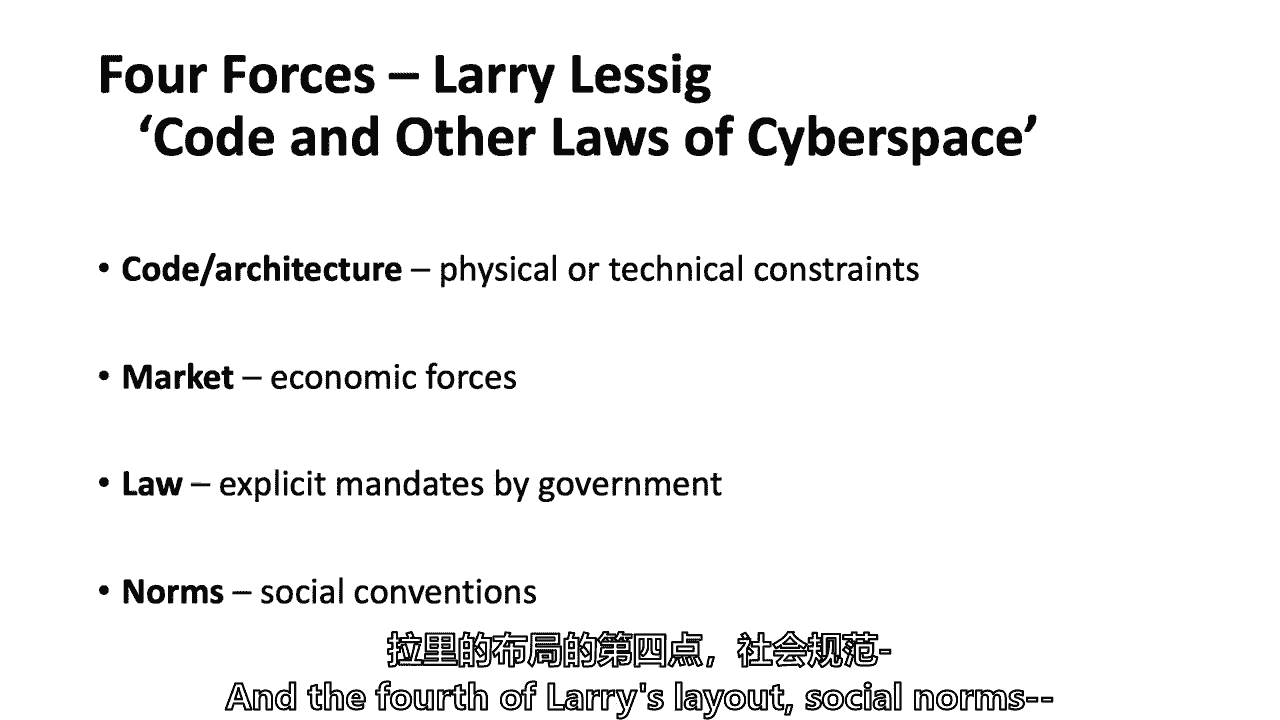 Four Forces – Larry Lessig
‘Code and Other Laws of Cyberspace’
• Code/architecture – physical or technical constraints
• Market – economic forces
• Law – explicit mandates by government
• Norms – social conventions
拉里的布局的第四点，社会规范-
And the fourth of Larry's layout, social norms--